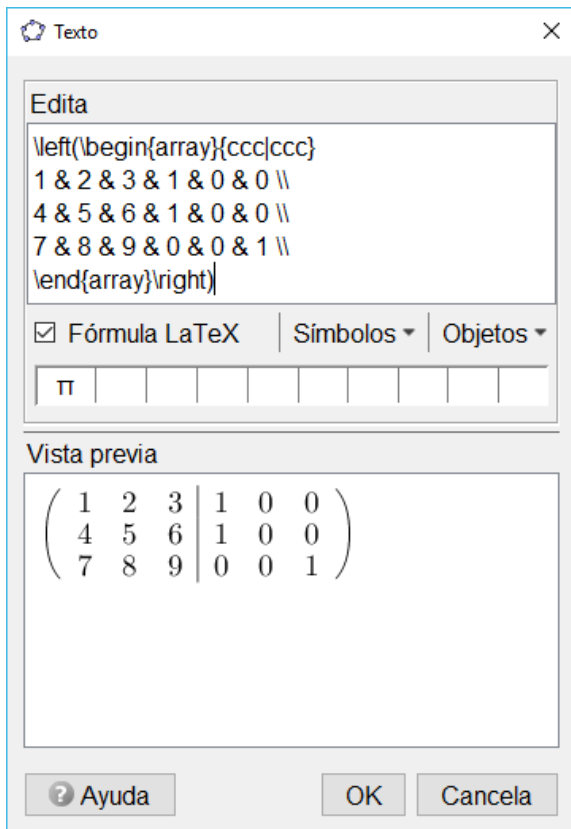 Texto
Edita
\left(\begin{array}{ccc|ccc}
1 & 2 & 3 & 1 & 0 & 0 \\
4 & 5 & 6 & 1 & 0 & 0 \\
7 & 8 & 9 & 0 & 0 & 1 \\
\end{array}\right)
Fórmula LaTeX Símbolos Objetos
π
Vista previa
1 2 3 | 1 0 0
4 5 6 | 1 0 0
7 8 9 | 0 0 1
? Ayuda OK Cancela